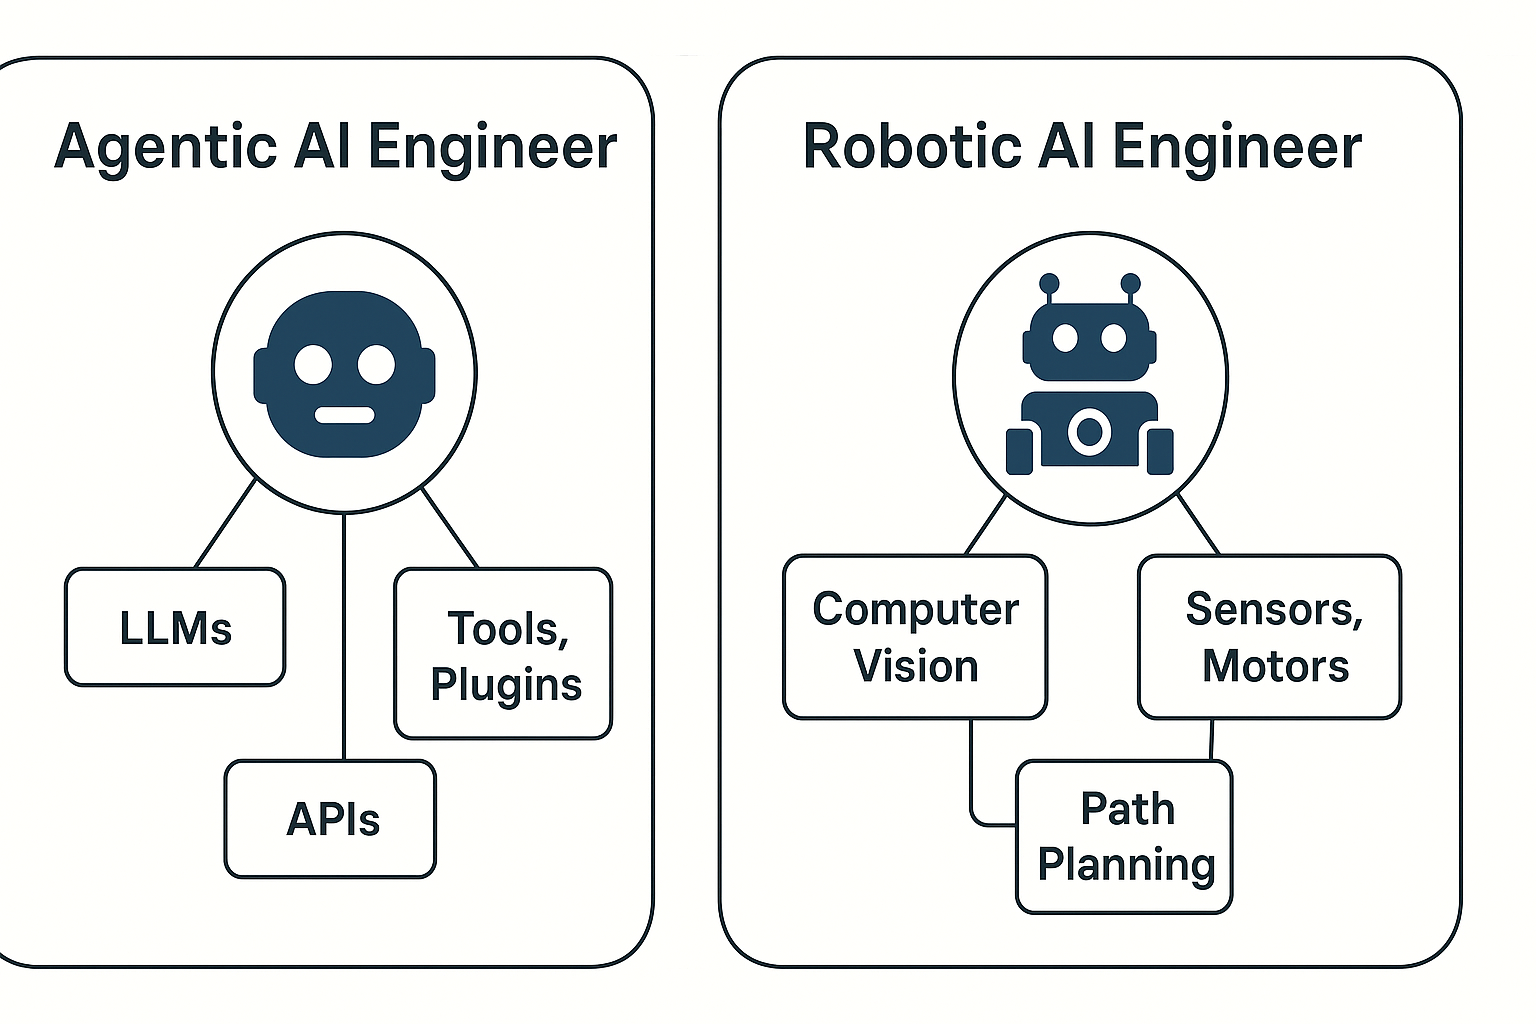 Agentic AI Engineer
LLMs
Tools,
Plugins
APIs
Robotic AI Engineer
Computer
Vision
Sensors,
Motors
Path
Planning